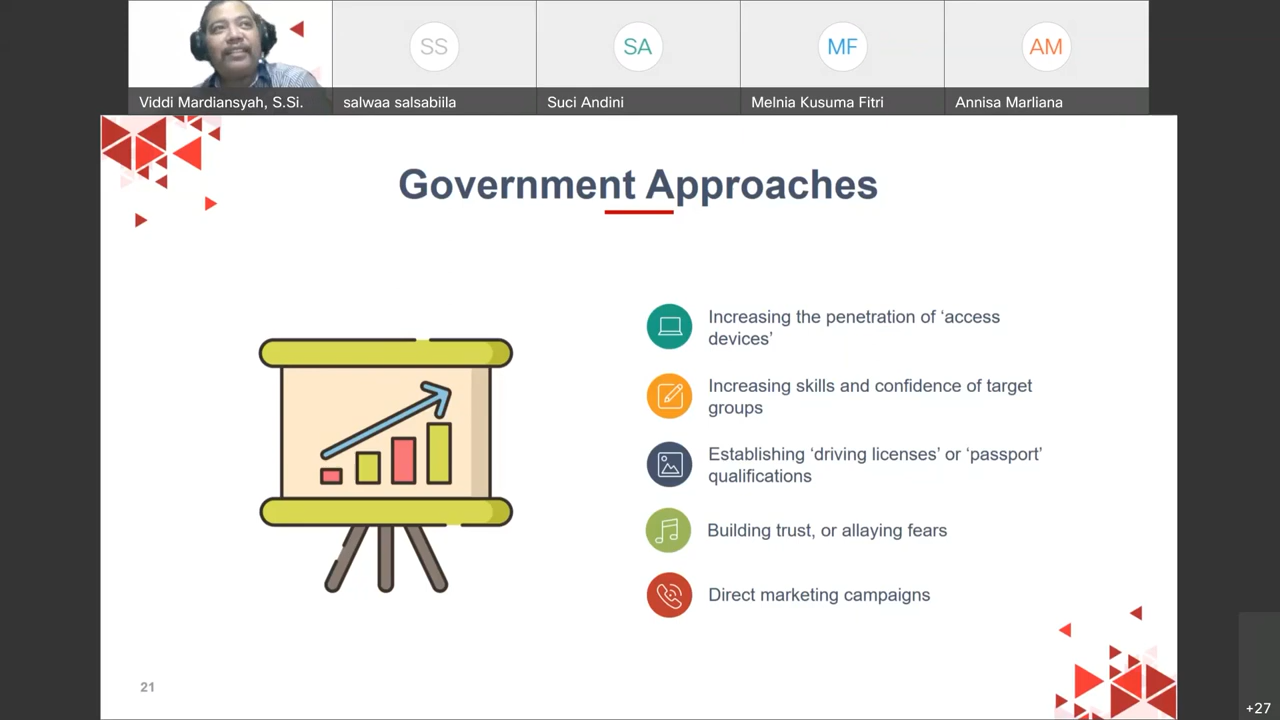 SS
SA
MF
AM
Viddi Mardiansyah, S.Si.
salwaa salsabiila
Suci Andini
Melnia Kusuma Fitri
Annisa Marliana
Government Approaches
Increasing the penetration of ‘access
devices’
Increasing skills and confidence of target
groups
Establishing ‘driving licenses’ or ‘passport’
qualifications
Building trust, or allaying fears
Direct marketing campaigns
21
+27